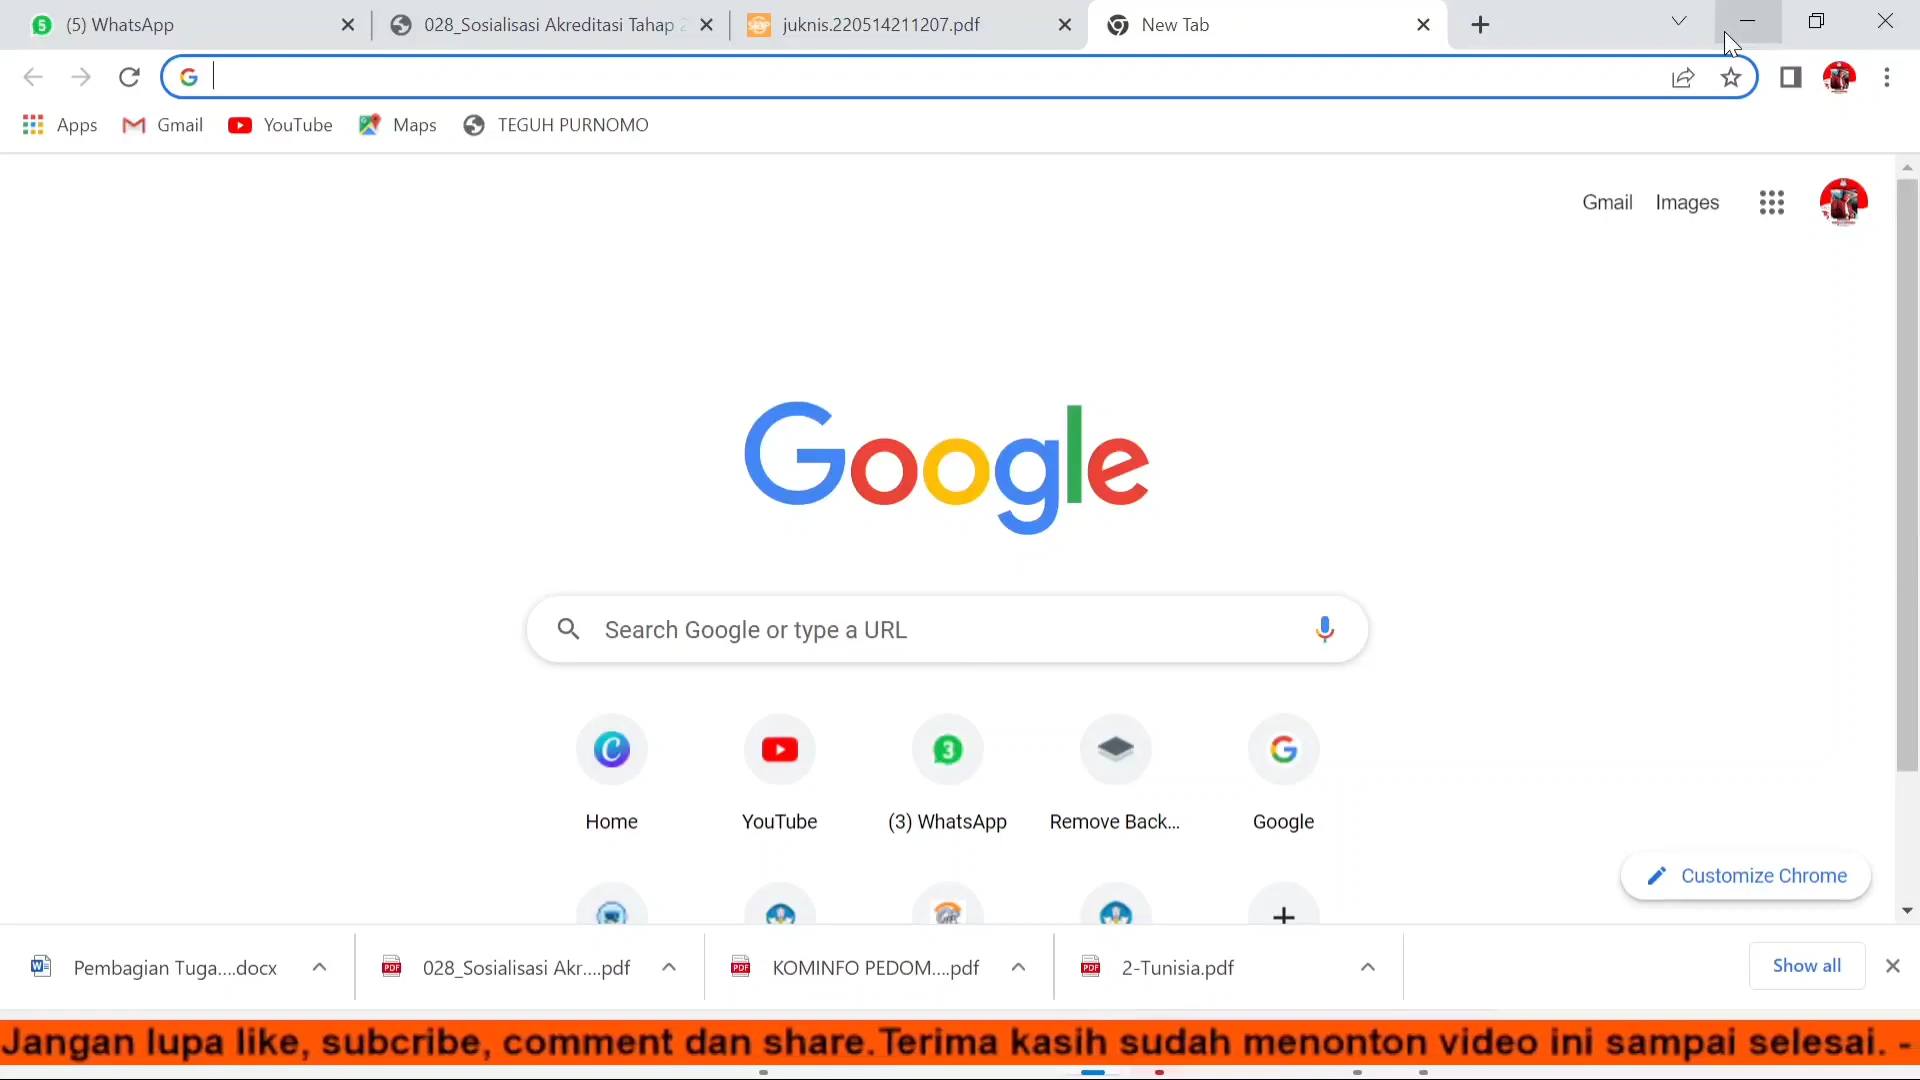 (5) WhatsApp
028_Sosialisasi Akreditasi Tahap 2
juknis.220514211207.pdf
New Tab
Apps
Gmail
YouTube
Maps
TEGUH PURNOMO
Gmail
Images
Google
Search Google or type a URL
Home
YouTube
(3) WhatsApp
Remove Back...
Google
Customize Chrome
Pembagian Tuga....docx
028_Sosialisasi Akr....pdf
KOMINFO PEDOM....pdf
2-Tunisia.pdf
Show all
Jangan lupa like, subcribe, comment dan share.Terima kasih sudah menonton video ini sampai selesai. -